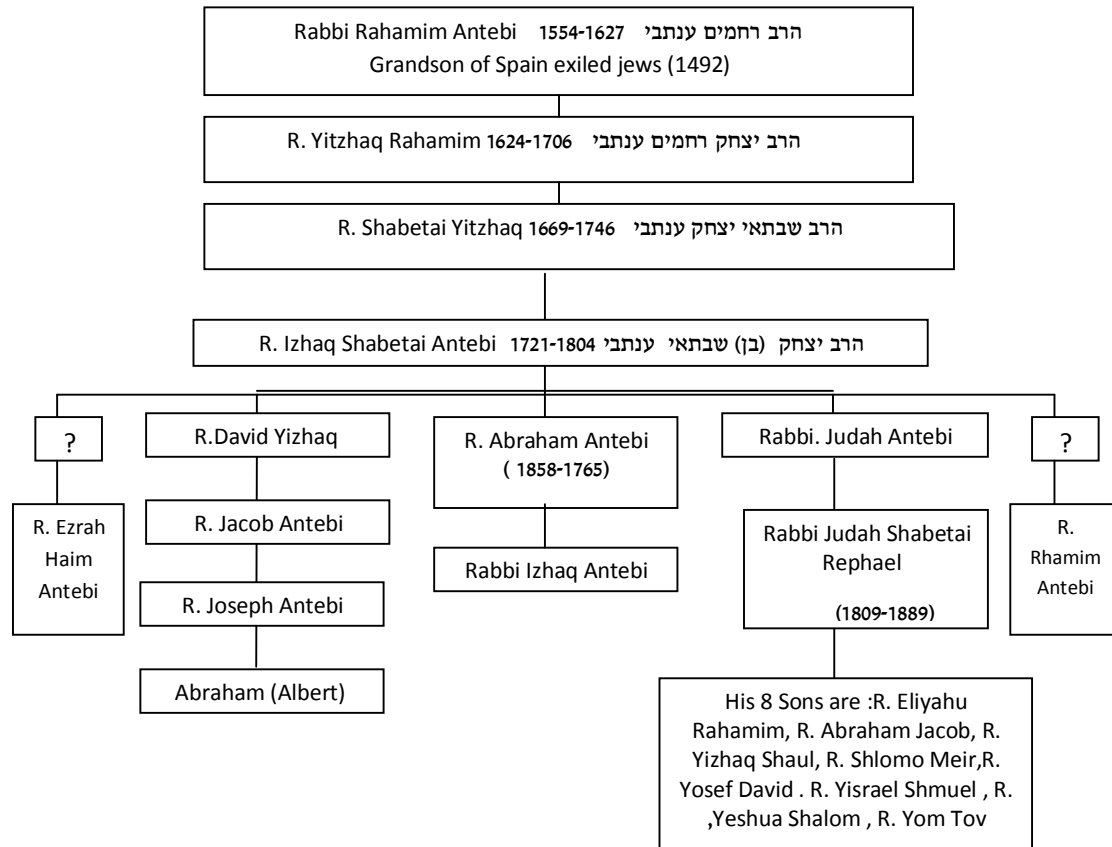 Rabbi Rahamim Antebi 1554-1627 הרב רחמים ענתבי
Grandson of Spain exiled jews (1492)
R. Yitzhaq Rahamim 1624-1706 הרב יצחק רחמים ענתבי
R. Shabetai Yitzhaq 1669-1746 הרב שבתאי יצחק ענתבי
R. Izhaq Shabetai Antebi 1721-1804 הרב יצחק (בן) שבתאי ענתבי
?
R. Ezrah
Haim
Antebi
R.David Yizhaq
R. Jacob Antebi
R. Joseph Antebi
Abraham (Albert)
R. Abraham Antebi
( 1858-1765)
Rabbi Izhaq Antebi
Rabbi. Judah Antebi
Rabbi Judah Shabetai
Rephael
(1809-1889)
His 8 Sons are :R. Eliyahu
Rahamim, R. Abraham Jacob, R.
Yizhaq Shaul, R. Shlomo Meir,R.
Yosef David . R. Yisrael Shmuel , R.
,Yeshua Shalom , R. Yom Tov
?
R.
Rhamim
Antebi